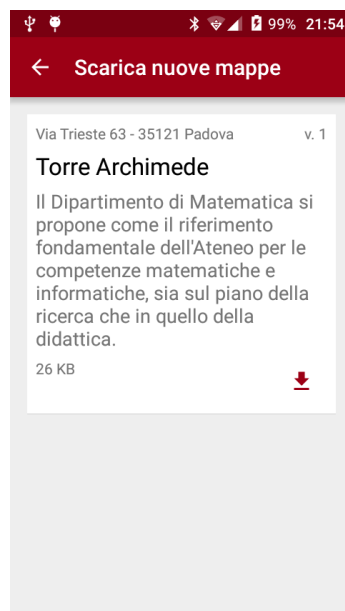 99% 21:54
Scarica nuove mappe
Via Trieste 63 - 35121 Padova v. 1
Torre Archimede
Il Dipartimento di Matematica si
propone come il riferimento
fondamentale dell'Ateneo per le
competenze matematiche e
informatiche, sia sul piano della
ricerca che in quello della
didattica.
26 KB